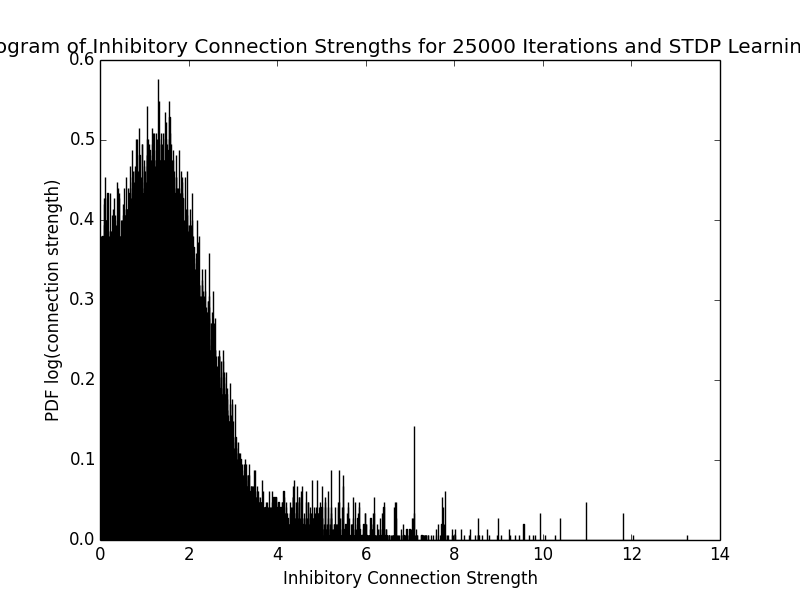 ogram of Inhibitory Connection Strengths for 25000 Iterations and STDP Learnin
0.6
0.5
0.4
0.3
0.2
0.1
0.0
PDF log(connection strength)
0 2 4 6 8 10 12 14
Inhibitory Connection Strength